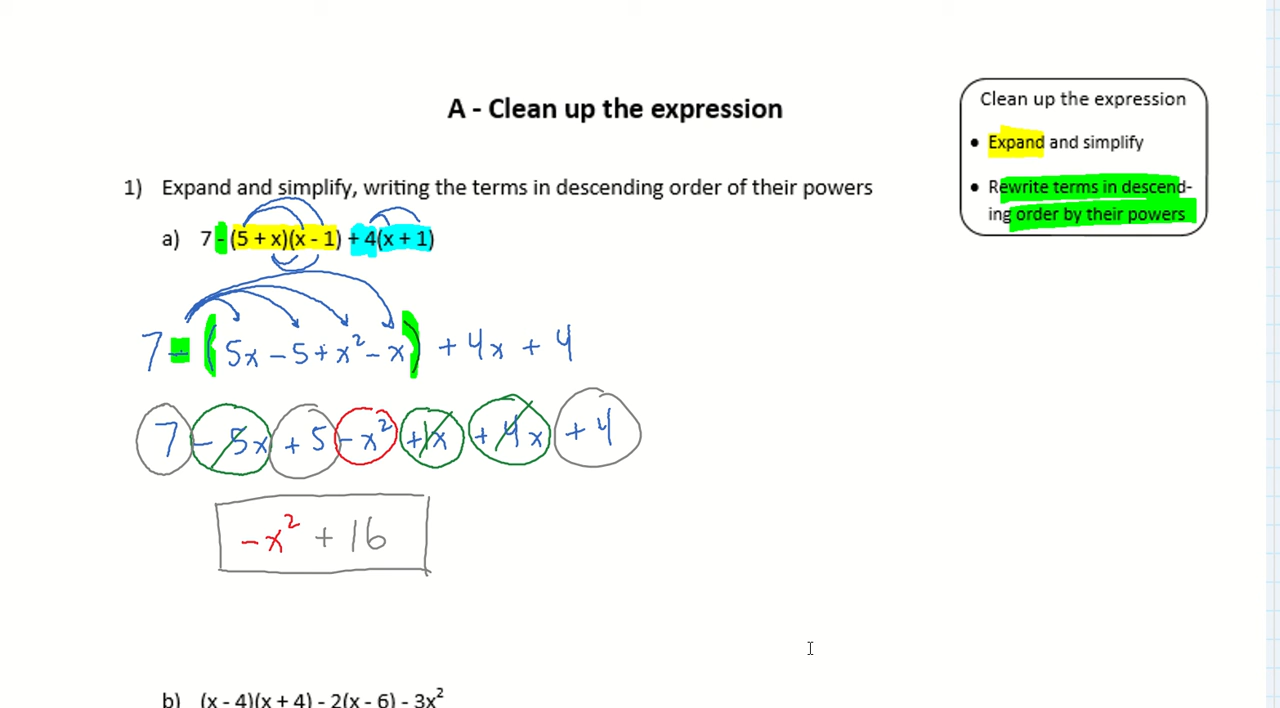 A - Clean up the expression
Clean up the expression
• Expand and simplify
• Rewrite terms in descend-
ing order by their powers
1) Expand and simplify, writing the terms in descending order of their powers
a) 7 - (5 + x)(x - 1) + 4(x + 1)
7 - (5x - 5 + x² - x) + 4x + 4
7 - 5x + 5 - x² + 1x + 4x + 4
-x² + 16
b) (x - 4)(x + 4) - 2(x - 6) - 3x²